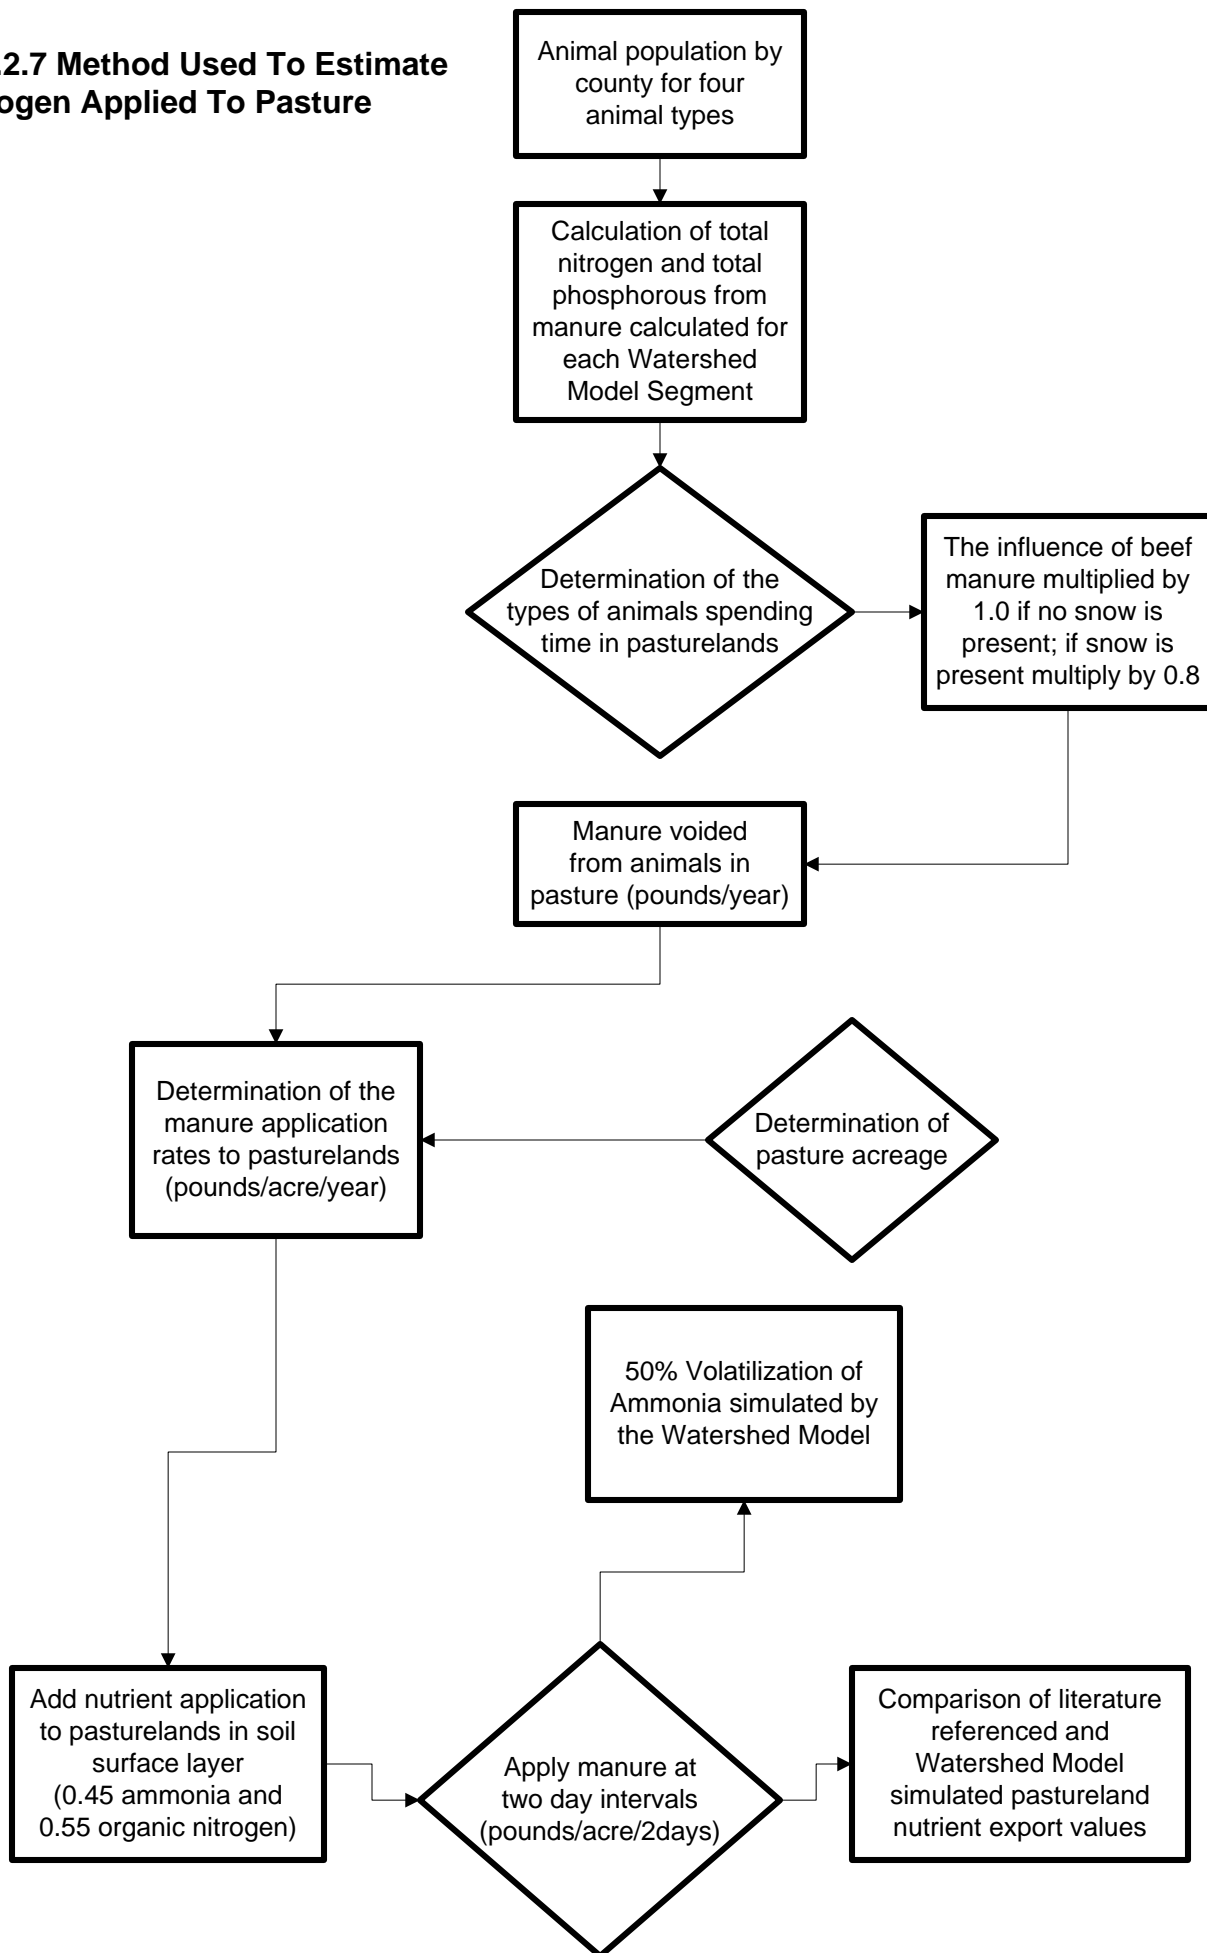 .2.7 Method Used To Estimate
ogen Applied To Pasture
Animal population by
county for four
animal types
Calculation of total
nitrogen and total
phosphorous from
manure calculated for
each Watershed
Model Segment
Determination of the
types of animals spending
time in pasturelands
The influence of beef
manure multiplied by
1.0 if no snow is
present; if snow is
present multiply by 0.8
Manure voided
from animals in
pasture (pounds/year)
Determination of the
manure application
rates to pasturelands
(pounds/acre/year)
Determination of
pasture acreage
50% Volatilization of
Ammonia simulated by
the Watershed Model
Add nutrient application
to pasturelands in soil
surface layer
(0.45 ammonia and
0.55 organic nitrogen)
Apply manure at
two day intervals
(pounds/acre/2days)
Comparison of literature
referenced and
Watershed Model
simulated pastureland
nutrient export values